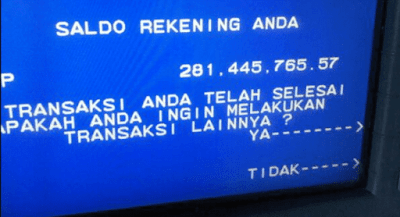 SALDO REKENING ANDA
P 281,445,765.57
TRANSAKSI ANDA TELAH SELESAI
APAKAH ANDA INGIN MELAKUKAN
TRANSAKSI LAINNYA ?
YA-------->
TIDAK----->